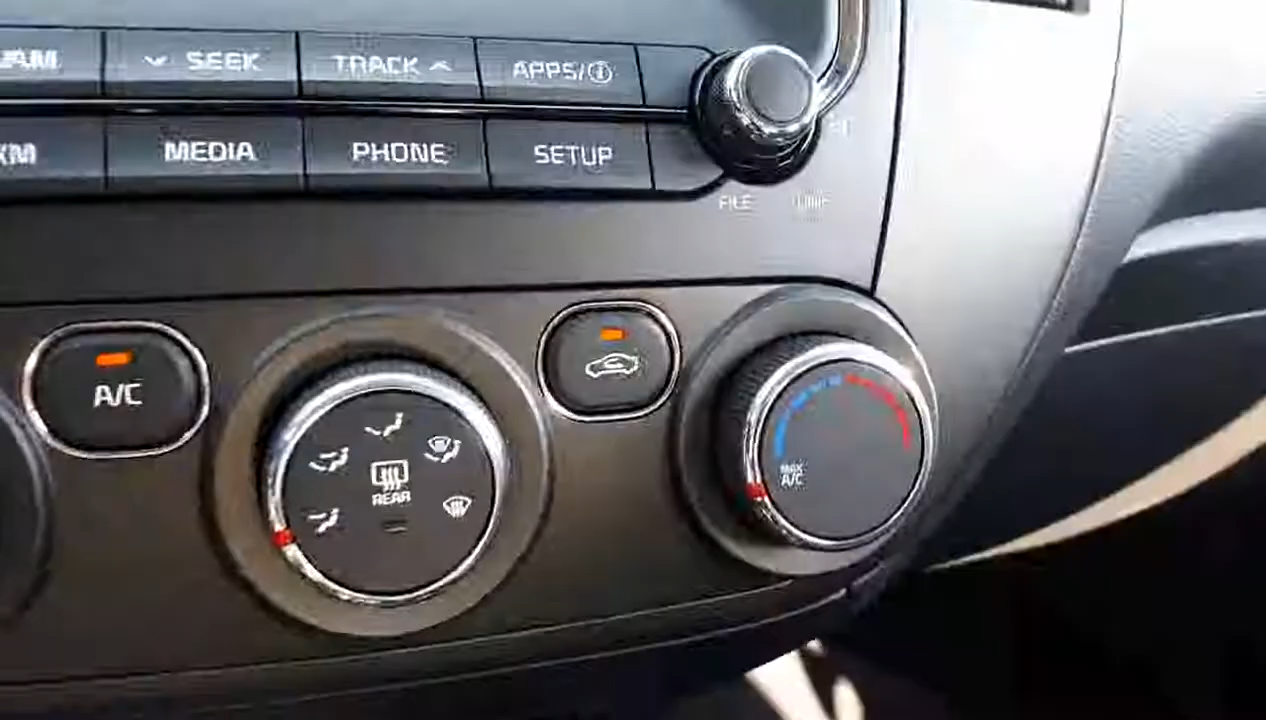 SEEK
TRACK
APPS/
MEDIA
PHONE
SETUP
FILE
A/C
REAR
MAX
A/C